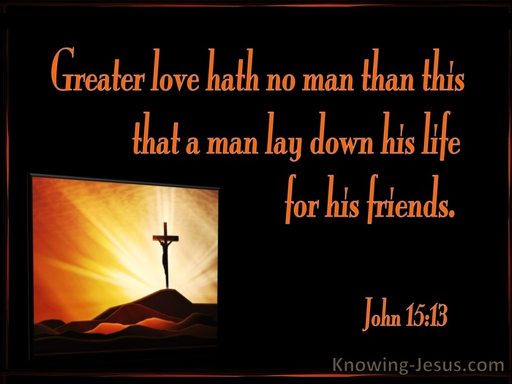 Greater love hath no man than this
that a man lay down his life
for his friends.
John 15:13
Knowing-Jesus.com